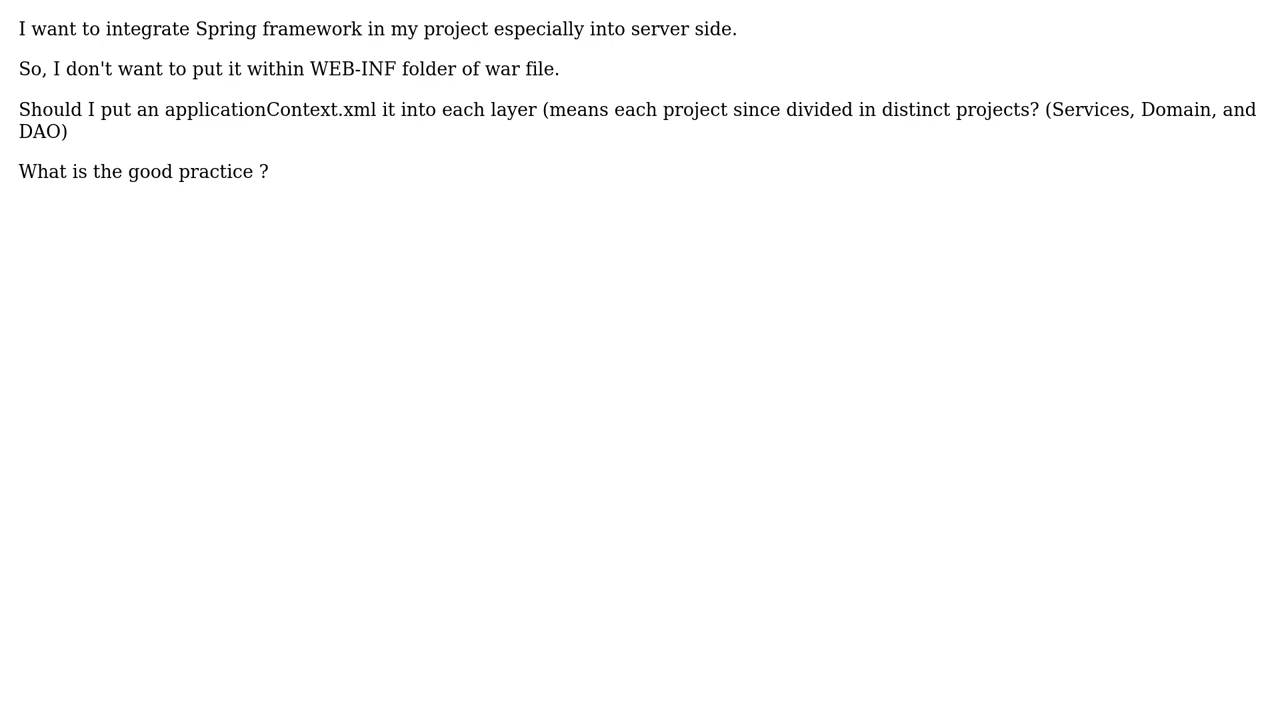 I want to integrate Spring framework in my project especially into server side.
So, I don't want to put it within WEB-INF folder of war file.
Should I put an applicationContext.xml it into each layer (means each project since divided in distinct projects? (Services, Domain, and
DAO)
What is the good practice ?